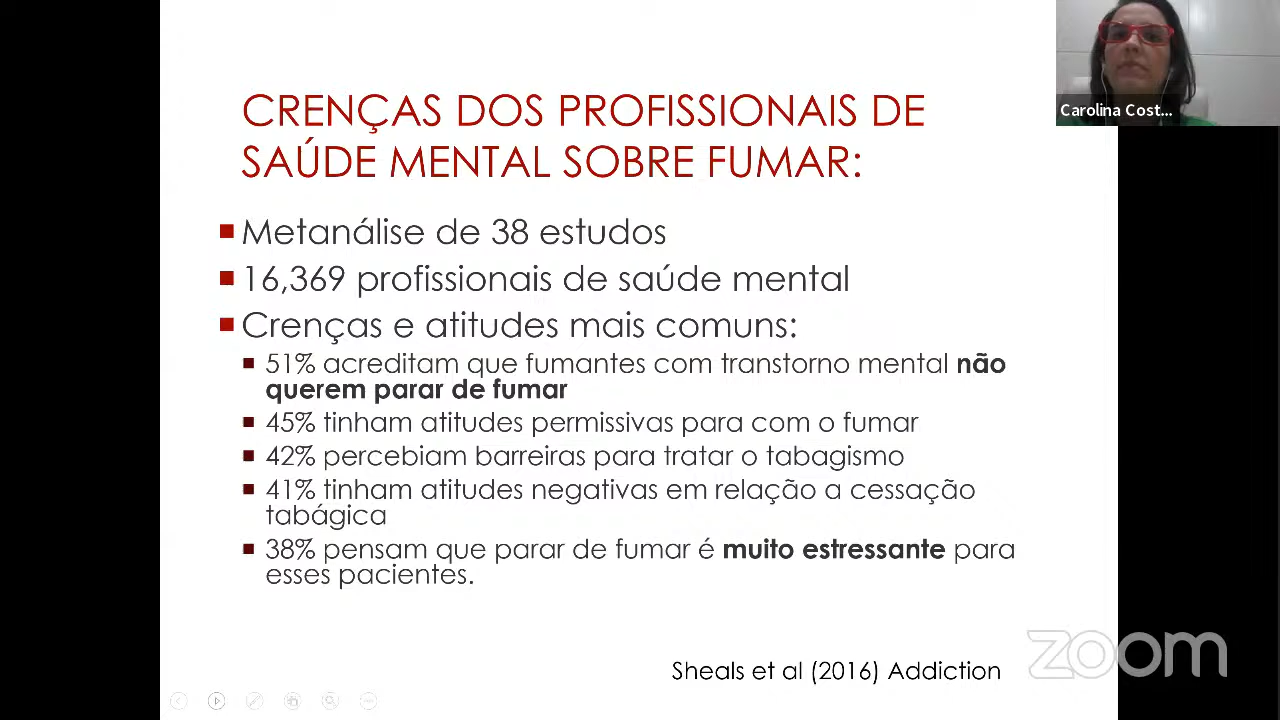 CRENÇAS DOS PROFISSIONAIS DE
SAÚDE MENTAL SOBRE FUMAR:
Metanálise de 38 estudos
16,369 profissionais de saúde mental
Crenças e atitudes mais comuns:
51% acreditam que fumantes com transtorno mental não
querem parar de fumar
45% tinham atitudes permissivas para com o fumar
42% percebiam barreiras para tratar o tabagismo
41% tinham atitudes negativas em relação a cessação
tabágica
38% pensam que parar de fumar é muito estressante para
esses pacientes.
Sheals et al (2016) Addiction
Carolina Cost...
zoom